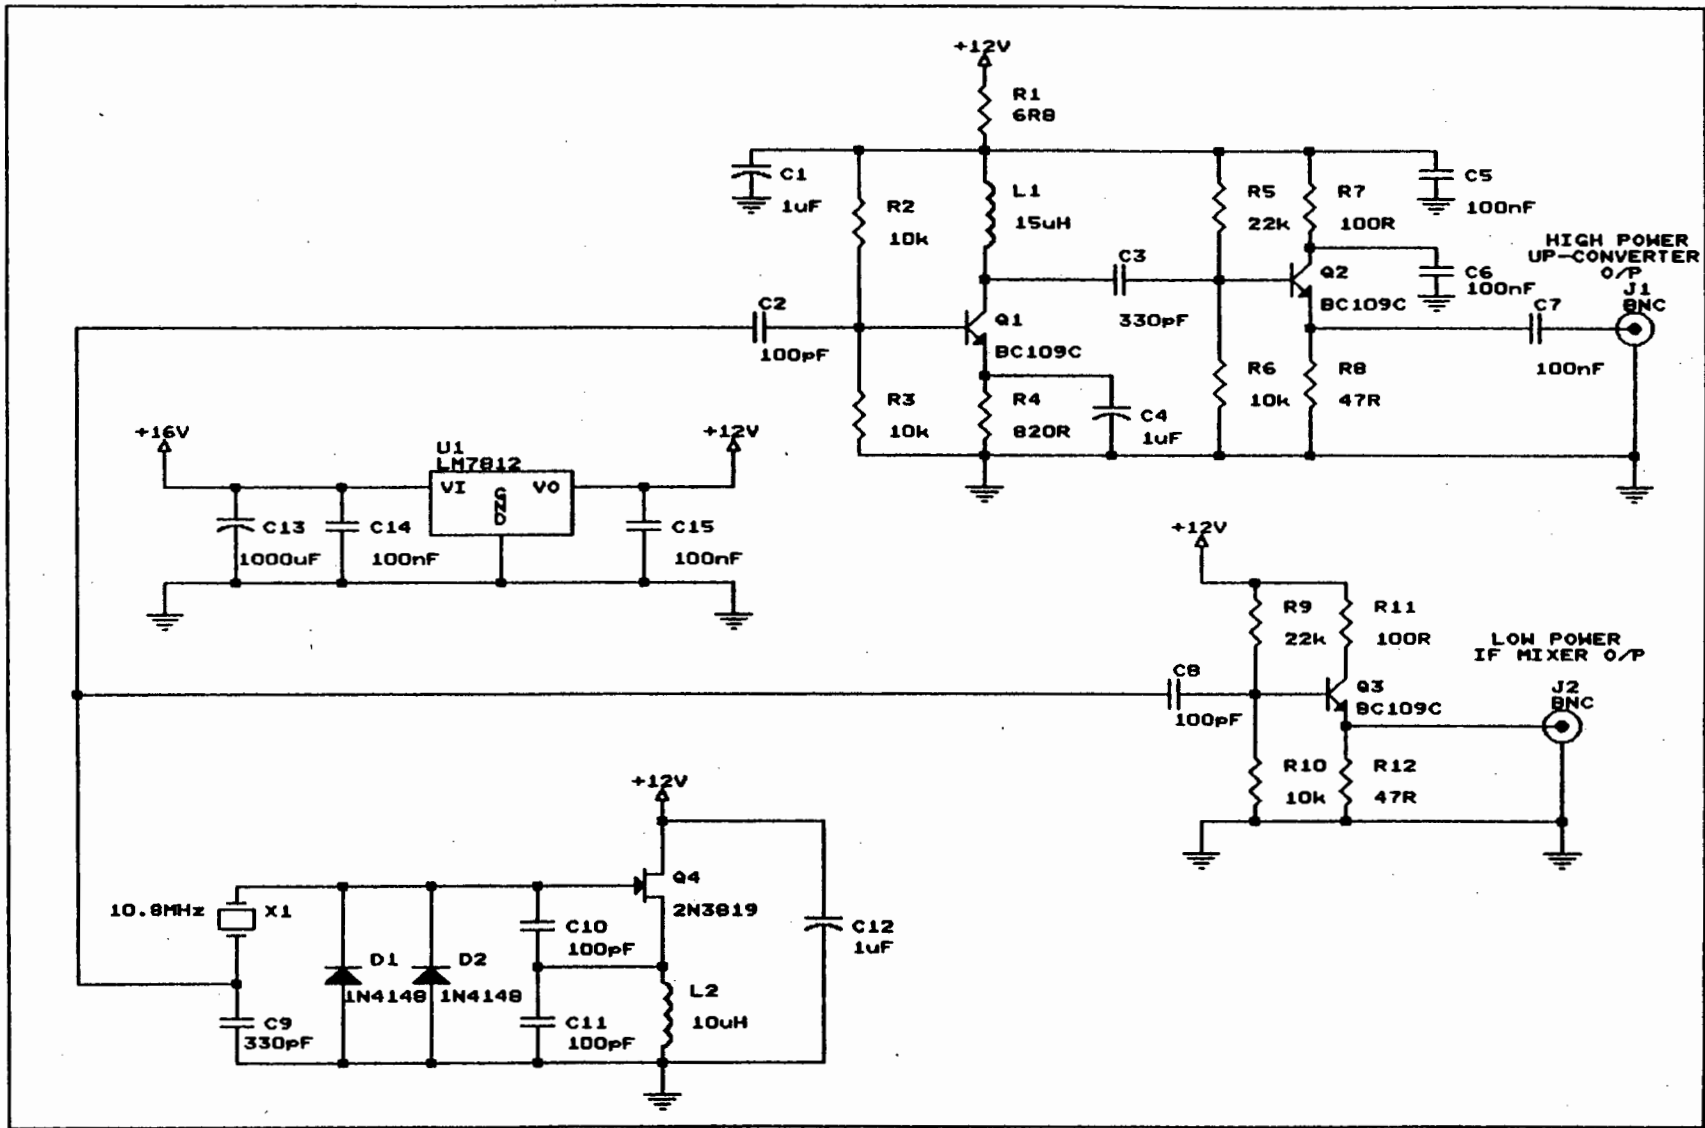 +12V
R1
6R8
C1
1uF
R2
10k
L1
15uH
R5
22k
R7
100R
C5
100nF
HIGH POWER
UP-CONVERTER
O/P
J1
BNC
C3
330pF
Q2
BC109C
C6
100nF
C7
100nF
C2
100pF
Q1
BC109C
R3
10k
R4
820R
C4
1uF
R6
10k
R8
47R
+16V
U1
LM7812
VI
GND
VO
+12V
C13
1000uF
C14
100nF
C15
100nF
+12V
R9
22k
R11
100R
LOW POWER
IF MIXER O/P
J2
BNC
C8
100pF
Q3
BC109C
R10
10k
R12
47R
+12V
10.8MHz
X1
Q4
2N3819
C10
100pF
C12
1uF
D1
1N4148
D2
1N4148
L2
10uH
C9
330pF
C11
100pF